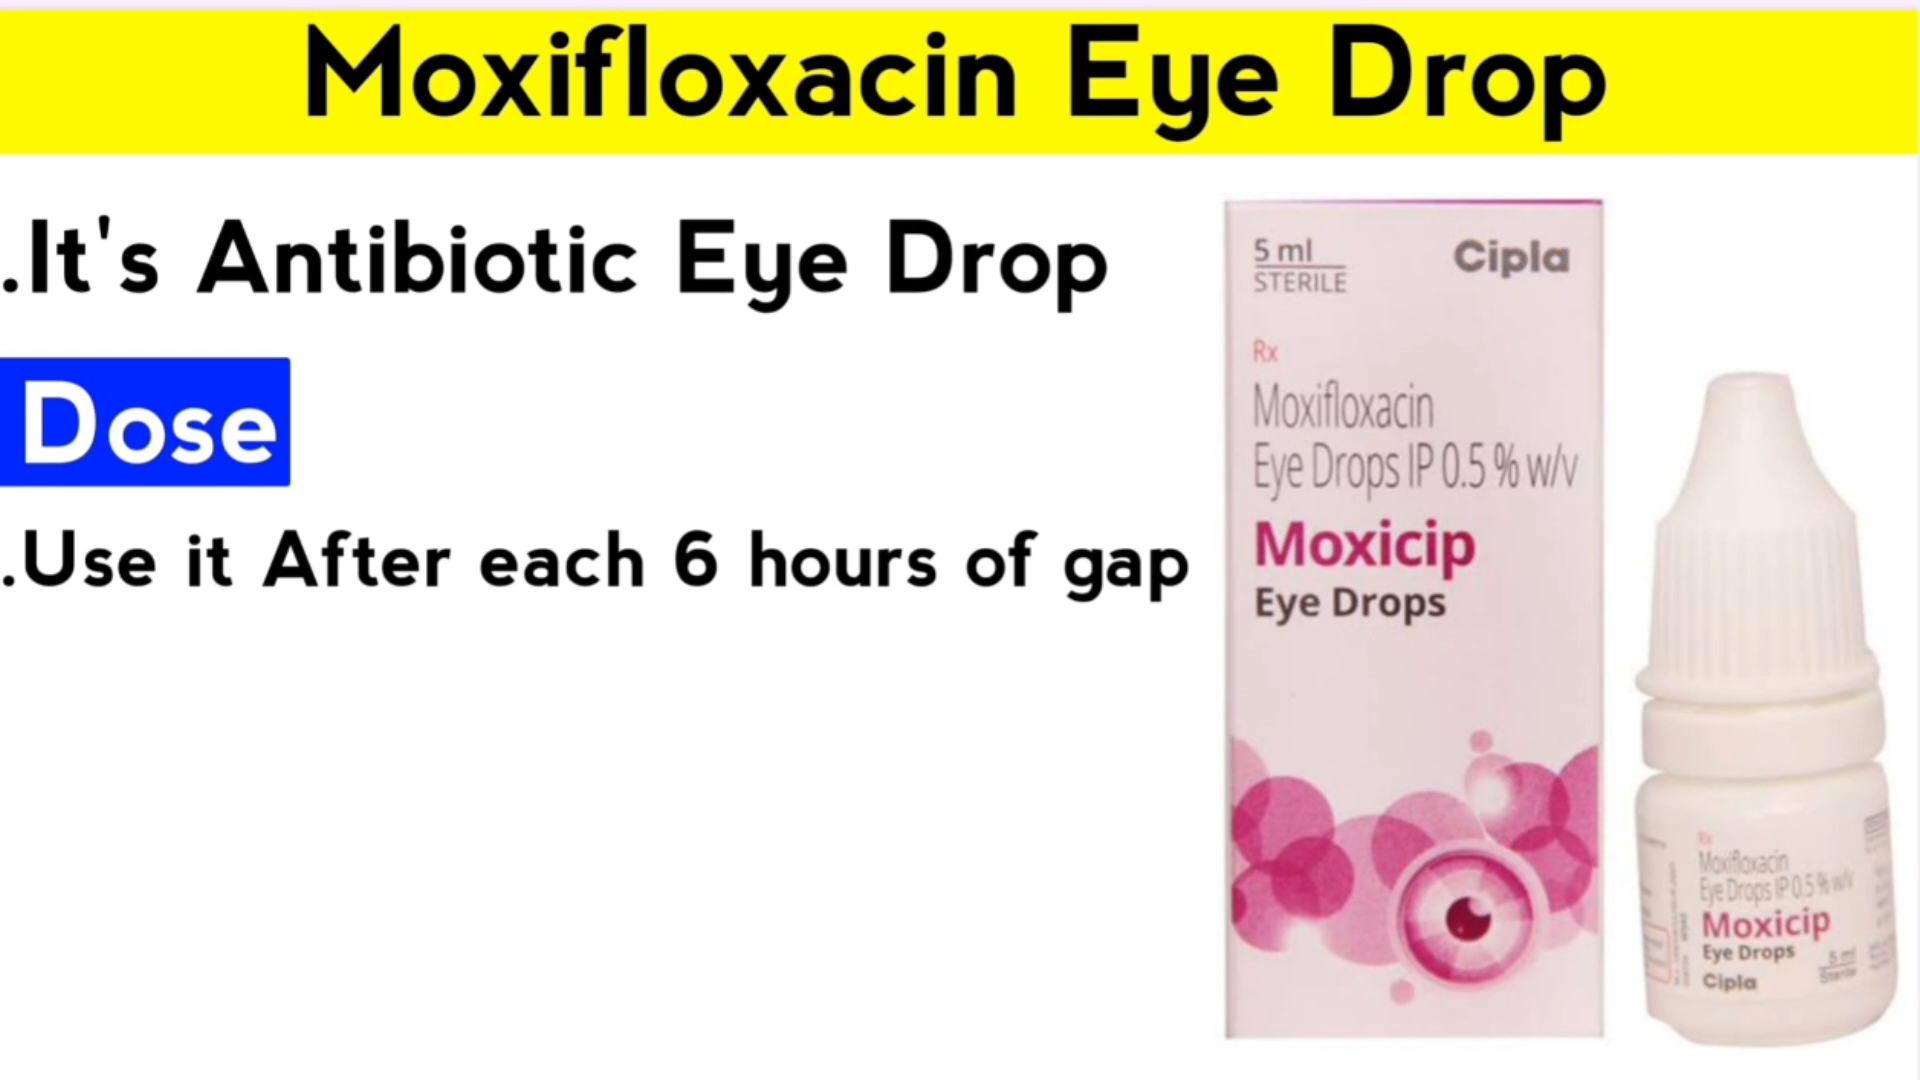 Moxifloxacin Eye Drop
.It's Antibiotic Eye Drop
Dose
.Use it After each 6 hours of gap
5 ml
STERILE
Cipla
Rx
Moxifloxacin
Eye Drops IP 0.5 % w/v
Moxicip
Eye Drops
Rx
Moxifloxacin
Eye Drops IP 0.5 % w/v
Moxicip
Eye Drops
5 ml
Sterile
Cipla